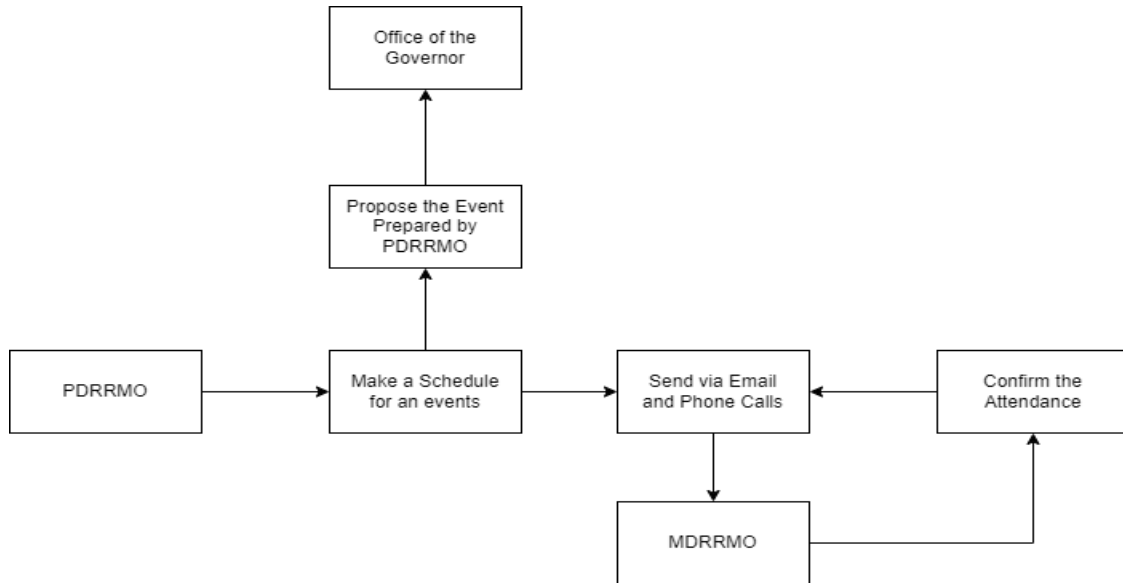 Office of the
Governor
Propose the Event
Prepared by
PDRRMO
PDRRMO
Make a Schedule
for an events
Send via Email
and Phone Calls
Confirm the
Attendance
MDRRMO